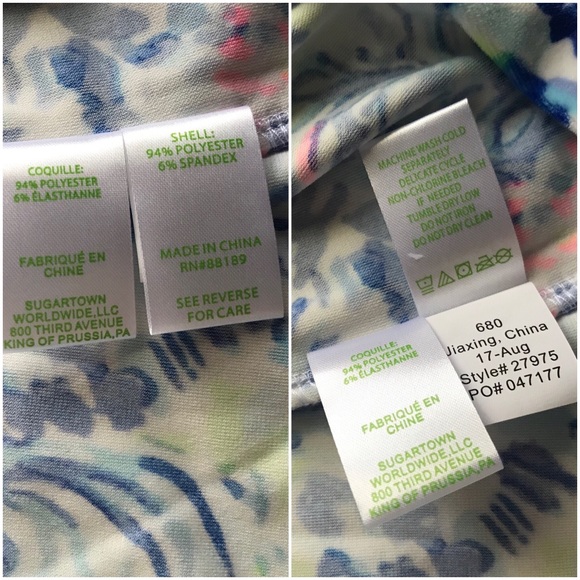 COQUILLE:
94% POLYESTER
6% ÉLASTHANNE
FABRIQUÉ EN
CHINE
SUGARTOWN
WORLDWIDE,LLC
800 THIRD AVENUE
KING OF PRUSSIA,PA
SHELL:
94% POLYESTER
6% SPANDEX
MADE IN CHINA
RN#88189
SEE REVERSE
FOR CARE
MACHINE WASH COLD
SEPARATELY
DELICATE CYCLE
NON-CHLORINE BLEACH
IF NEEDED
TUMBLE DRY LOW
DO NOT IRON
DO NOT DRY CLEAN
680
Jiaxing, China
17-Aug
Style# 27975
PO# 047177
COQUILLE:
94% POLYESTER
6% ÉLASTHANNE
FABRIQUÉ EN
CHINE
SUGARTOWN
WORLDWIDE,LLC
800 THIRD AVENUE
KING OF PRUSSIA,PA